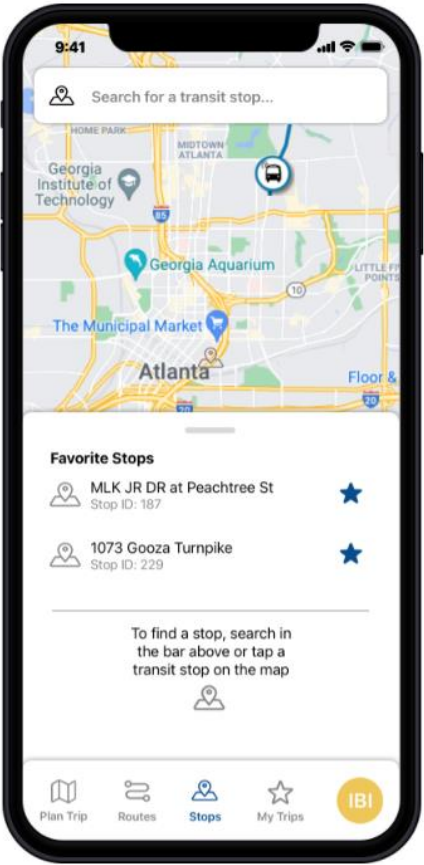 9:41
Search for a transit stop...
HOME PARK
MIDTOWN
ATLANTA
Georgia
Institute of
Technology
85
Georgia Aquarium
LITTLE FI
POINTS
10
The Municipal Market
Atlanta
Floor &
20
20
Favorite Stops
MLK JR DR at Peachtree St
Stop ID: 187
1073 Gooza Turnpike
Stop ID: 229
To find a stop, search in
the bar above or tap a
transit stop on the map
Plan Trip
Routes
Stops
My Trips
IBI